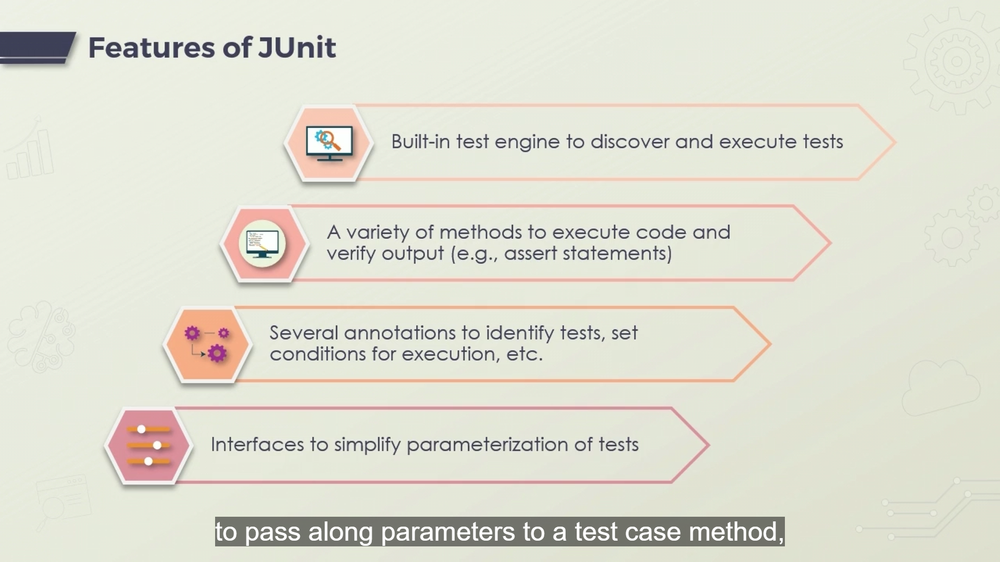 Features of JUnit
Built-in test engine to discover and execute tests
A variety of methods to execute code and
verify output (e.g., assert statements)
Several annotations to identify tests, set
conditions for execution, etc.
Interfaces to simplify parameterization of tests
to pass along parameters to a test case method,